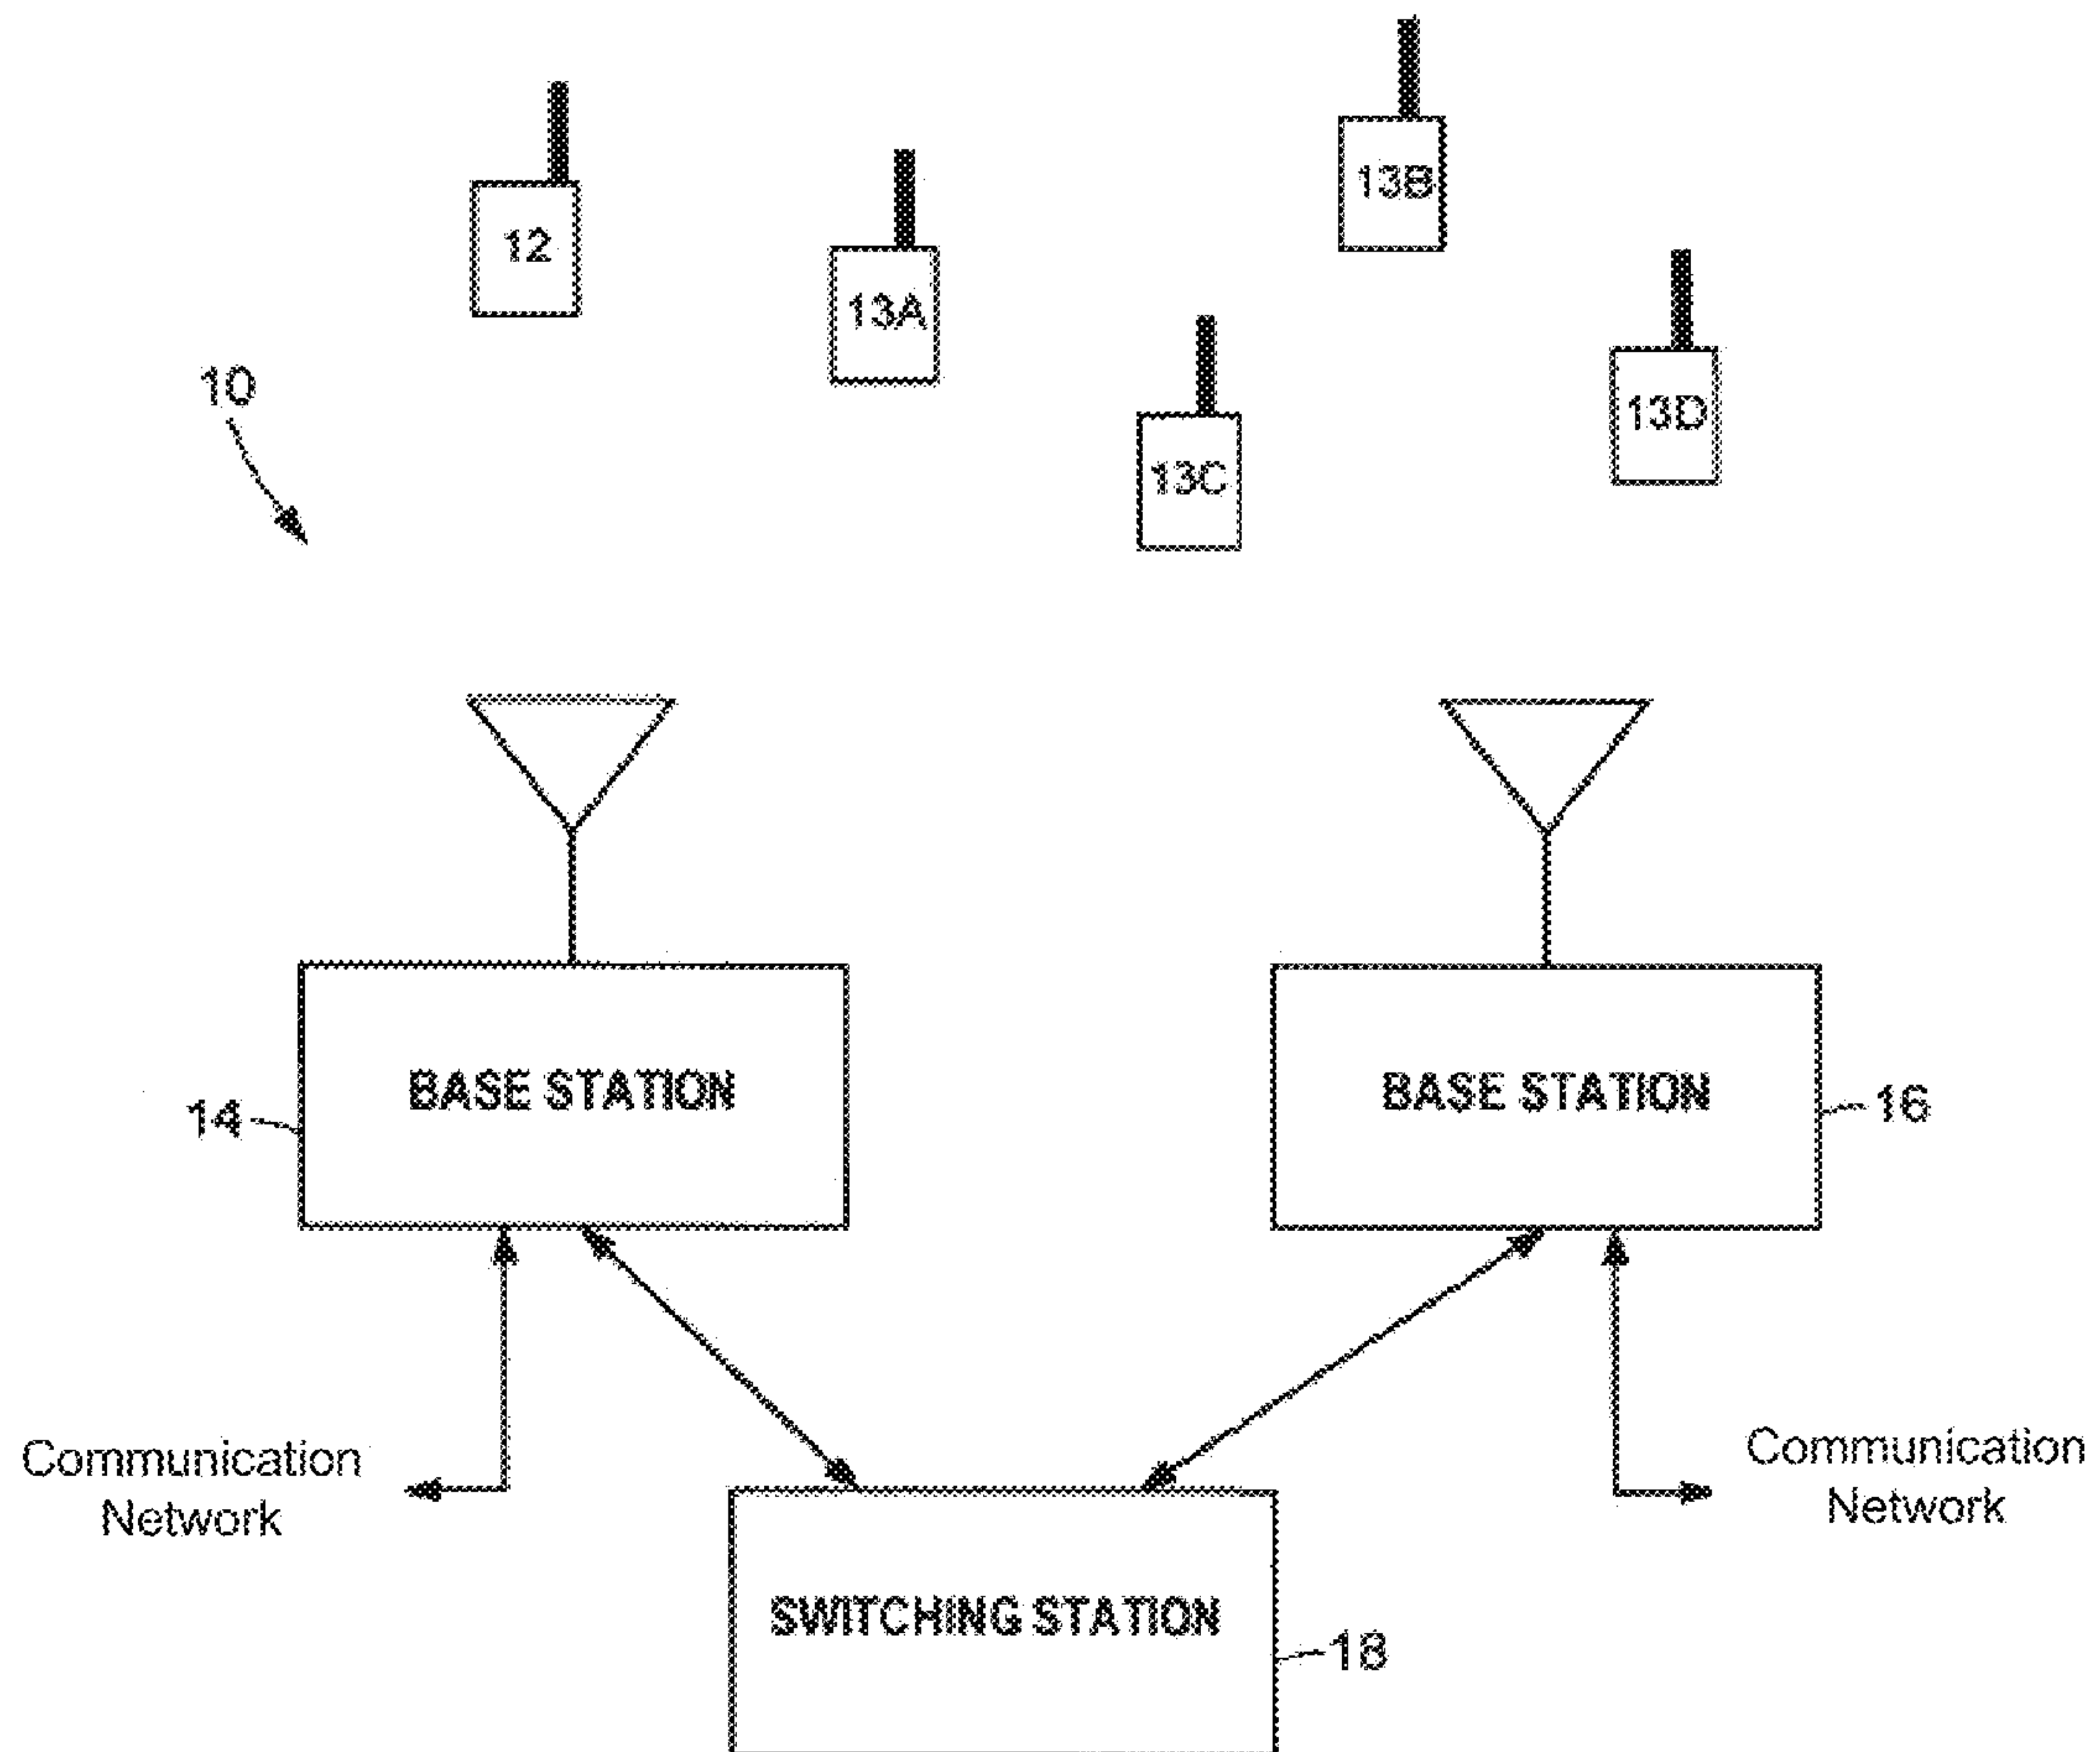 13B
12
13A
10
13D
13C
BASE STATION
BASE STATION
14
16
Communication
Network
Communication
Network
SWITCHING STATION
18